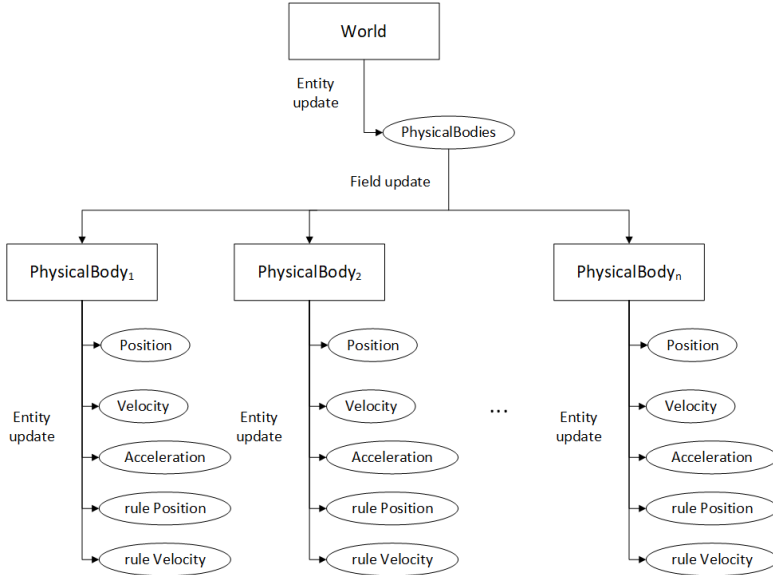 World
Entity
update
PhysicalBodies
Field update
PhysicalBody₁
PhysicalBody₂
PhysicalBodyₙ
Position
Position
Position
Entity
update
Velocity
Entity
update
Velocity
...
Entity
update
Velocity
Acceleration
Acceleration
Acceleration
rule Position
rule Position
rule Position
rule Velocity
rule Velocity
rule Velocity